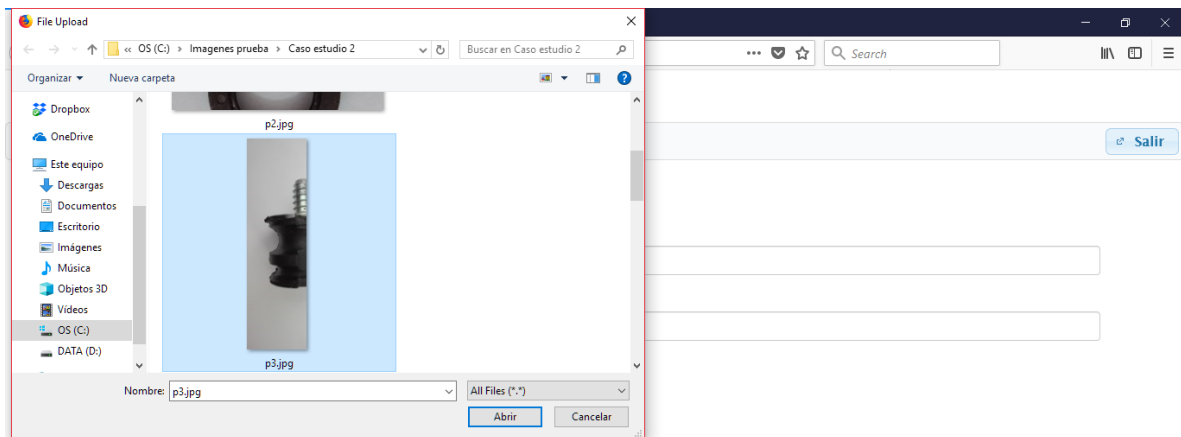 File Upload
« OS (C:) › Imagenes prueba › Caso estudio 2
Buscar en Caso estudio 2
Search
Organizar
Nueva carpeta
Salir
Dropbox
OneDrive
Este equipo
Descargas
Documentos
Escritorio
Imágenes
Música
Objetos 3D
Vídeos
OS (C:)
DATA (D:)
p2.jpg
p3.jpg
Nombre: p3.jpg
All Files (*.*)
Abrir
Cancelar